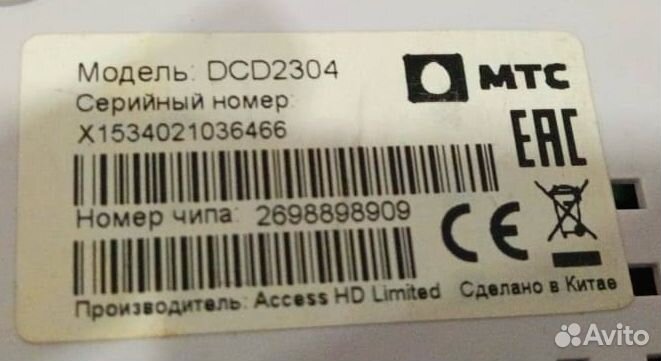 Модель: DCD2304
МТС
Серийный номер:
X1534021036466
EAC
Номер чипа: 2698898909
CE
Производитель: Access HD Limited
Сделано в Китае
Avito